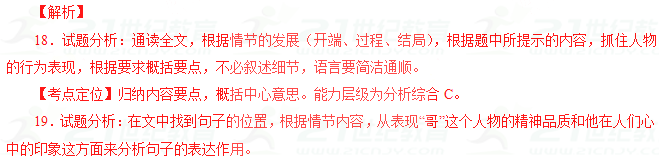 【解析】
18．试题分析：通读全文，根据情节的发展（开端、过程、结局），根据题中所提示的内容，抓住人物
的行为表现，根据要求概括要点，不必叙述细节，语言要简洁通顺。
【考点定位】归纳内容要点，概括中心意思。能力层级为分析综合 C。
19．试题分析：在文中找到句子的位置，根据情节内容，从表现“哥”这个人物的精神品质和他在人们心
中的印象这方面来分析句子的表达作用。